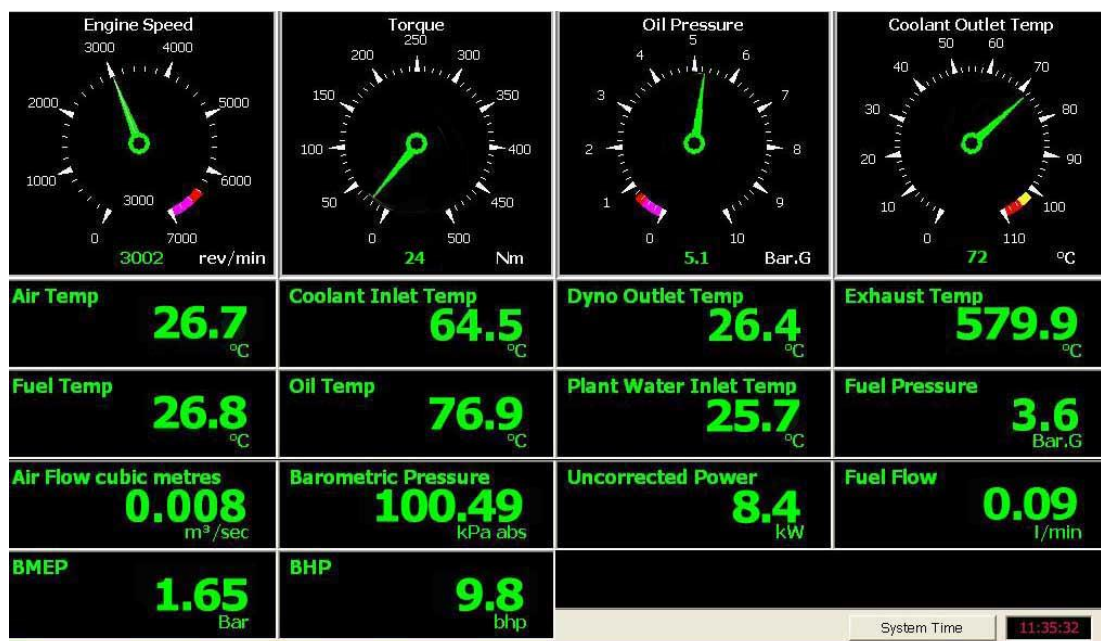 Engine Speed
0
1000
2000
3000
4000
5000
6000
7000
3000
3002
rev/min
Torque
0
50
100
150
200
250
300
350
400
450
500
24
Nm
Oil Pressure
0
1
2
3
4
5
6
7
8
9
10
5.1
Bar.G
Coolant Outlet Temp
0
10
20
30
40
50
60
70
80
90
100
110
72
°C
Air Temp
26.7
°C
Coolant Inlet Temp
64.5
°C
Dyno Outlet Temp
26.4
°C
Exhaust Temp
579.9
°C
Fuel Temp
26.8
°C
Oil Temp
76.9
°C
Plant Water Inlet Temp
25.7
°C
Fuel Pressure
3.6
Bar.G
Air Flow cubic metres
0.008
m³/sec
Barometric Pressure
100.49
kPa abs
Uncorrected Power
8.4
kW
Fuel Flow
0.09
l/min
BMEP
1.65
Bar
BHP
9.8
bhp
System Time
11:35:32